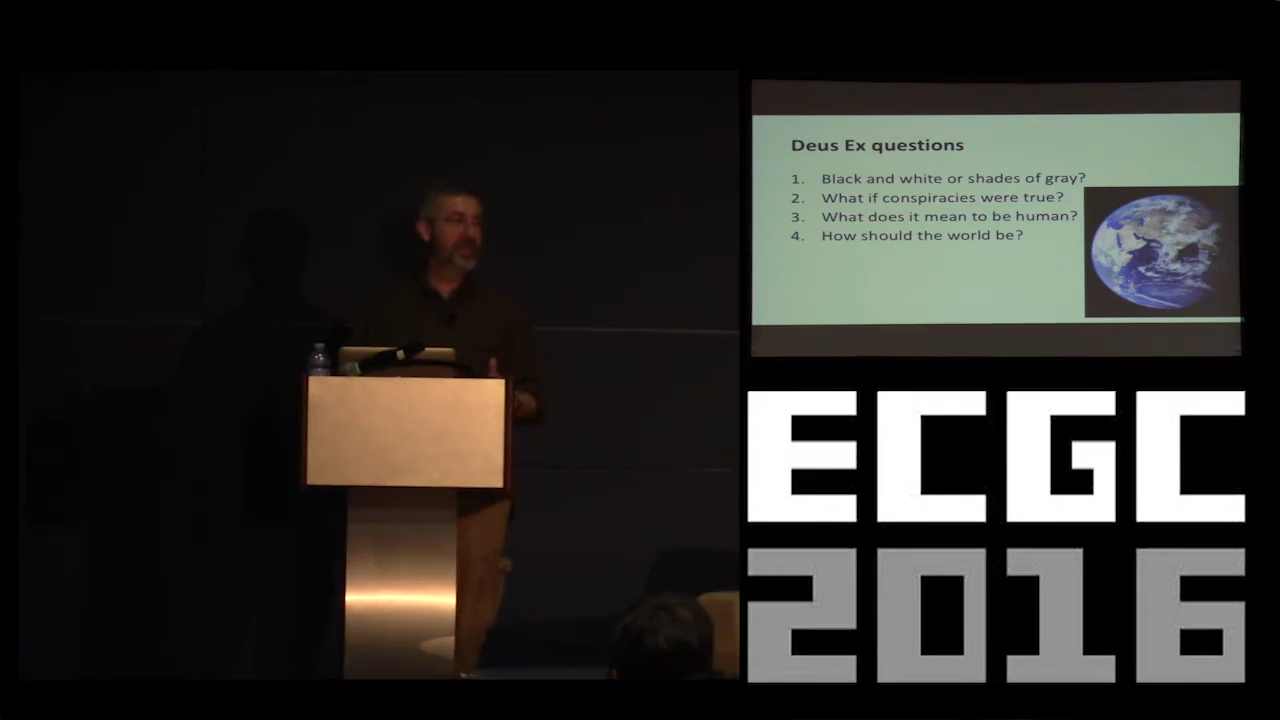 Deus Ex questions
1. Black and white or shades of gray?
2. What if conspiracies were true?
3. What does it mean to be human?
4. How should the world be?
ECGC
2016